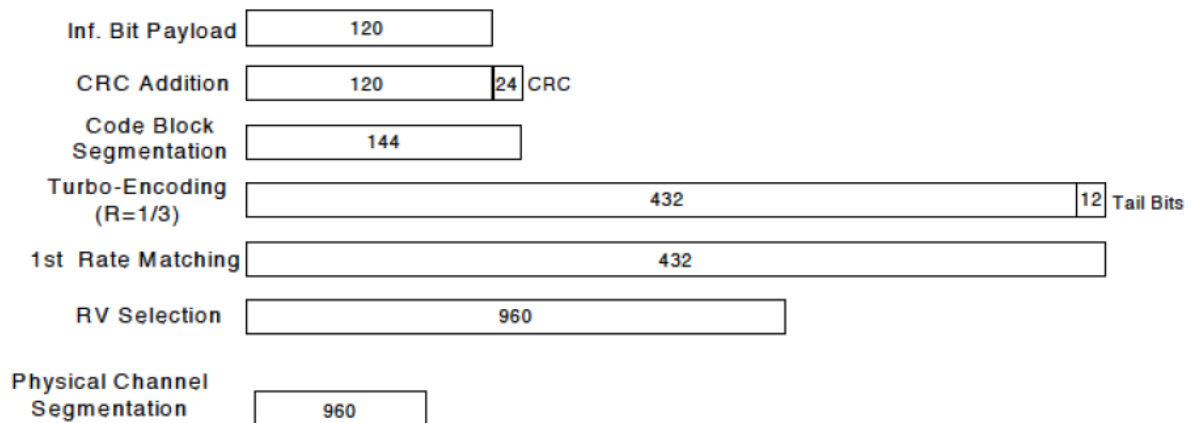 Inf. Bit Payload 120
CRC Addition 120 24 CRC
Code Block
Segmentation 144
Turbo-Encoding
(R=1/3) 432 12 Tail Bits
1st Rate Matching 432
RV Selection 960
Physical Channel
Segmentation 960